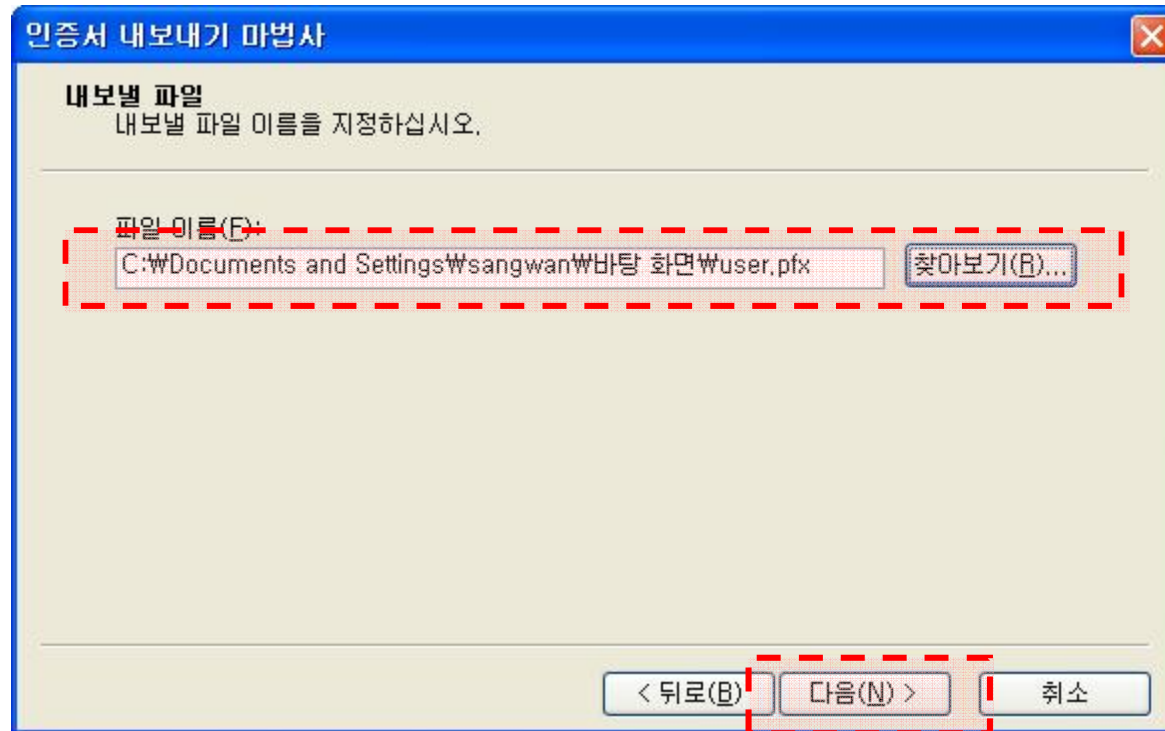 인증서 내보내기 마법사
내보낼 파일
내보낼 파일 이름을 지정하십시오.
파일 이름(F):
C:₩Documents and Settings₩sangwan₩바탕 화면₩user.pfx 찾아보기(R)...
< 뒤로(B) 다음(N) > 취소